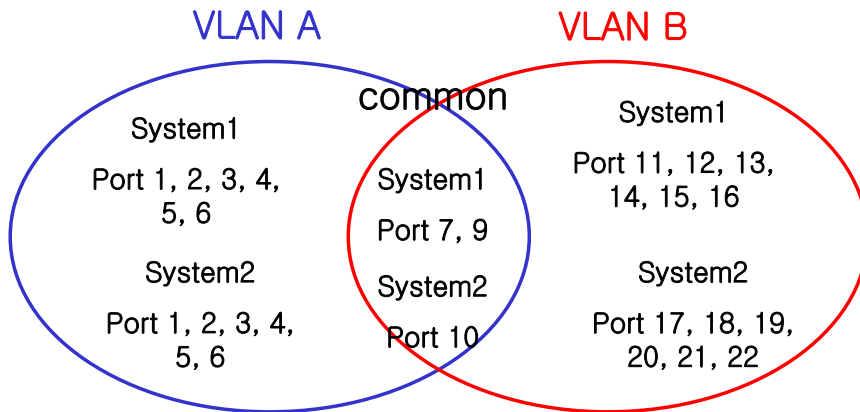 VLAN A
VLAN B
common
System1
Port 1, 2, 3, 4,
5, 6
System2
Port 1, 2, 3, 4,
5, 6
System1
Port 7, 9
System2
Port 10
System1
Port 11, 12, 13,
14, 15, 16
System2
Port 17, 18, 19,
20, 21, 22